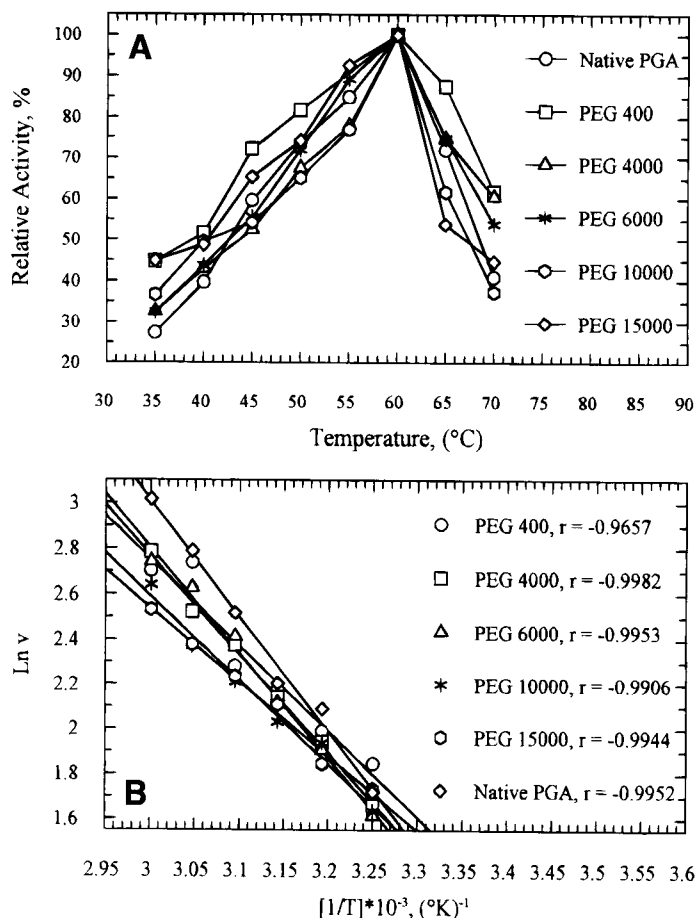 A
Relative Activity, %
100
90
80
70
60
50
40
30
20
Native PGA
PEG 400
PEG 4000
PEG 6000
PEG 10000
PEG 15000
30 35 40 45 50 55 60 65 70 75 80 85 90
Temperature, (°C)
B
Ln v
3
2.8
2.6
2.4
2.2
2
1.8
1.6
PEG 400, r = -0.9657
PEG 4000, r = -0.9982
PEG 6000, r = -0.9953
PEG 10000, r = -0.9906
PEG 15000, r = -0.9944
Native PGA, r = -0.9952
2.95 3 3.05 3.1 3.15 3.2 3.25 3.3 3.35 3.4 3.45 3.5 3.55 3.6
[1/T]*10⁻³, (°K)⁻¹